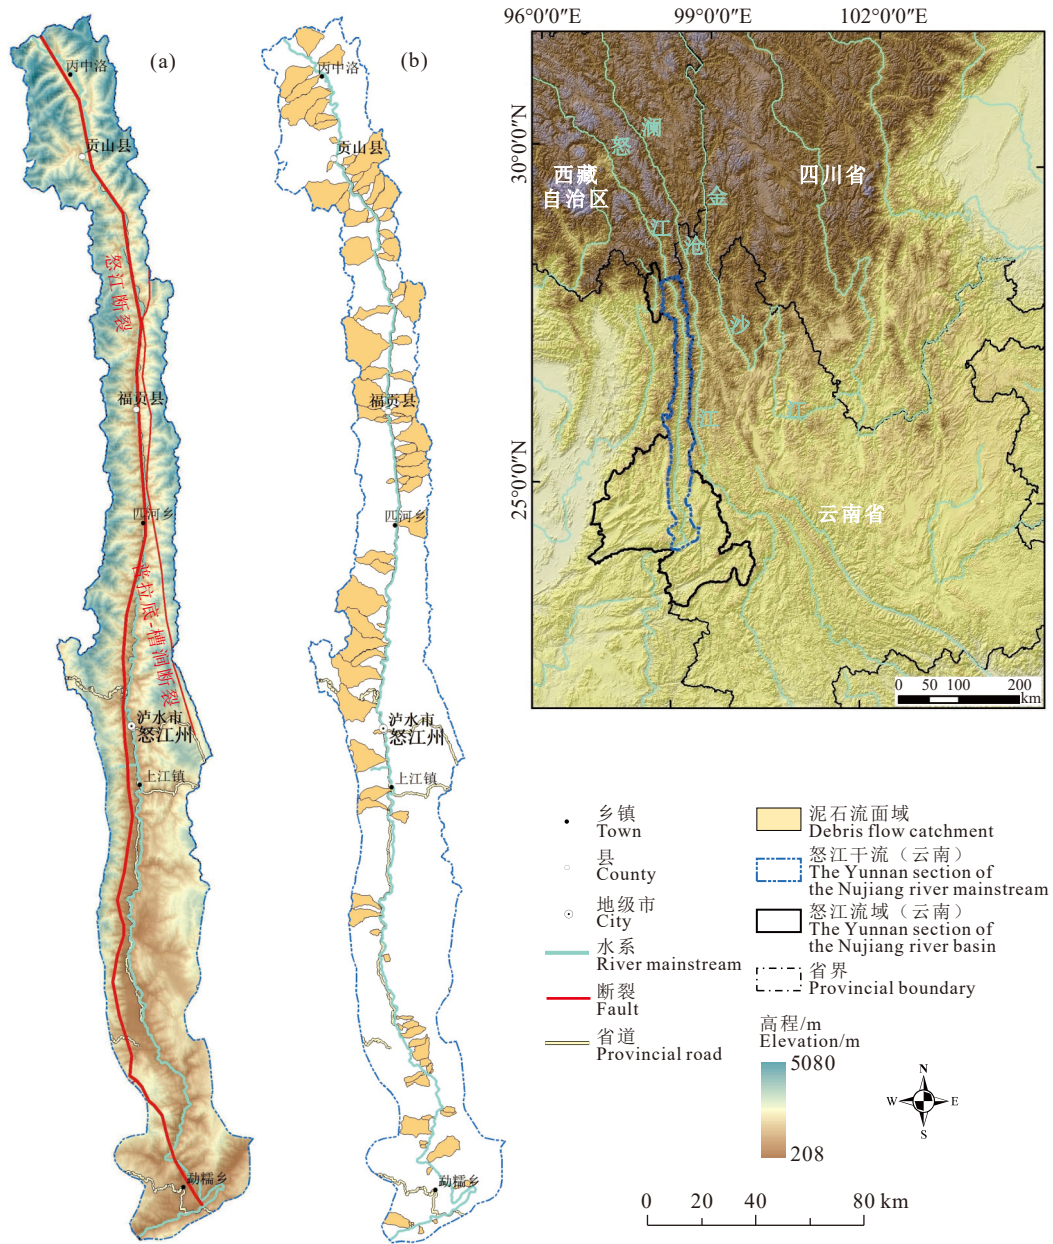 (a)
丙中洛
贡山县
怒江断裂
福贡县
匹河乡
普拉底-槽涧断裂
泸水市
怒江州
上江镇
勐糯乡
(b)
丙中洛
贡山县
福贡县
匹河乡
泸水市
怒江州
上江镇
勐糯乡
96°0′0″E
99°0′0″E
102°0′0″E
30°0′0″N
25°0′0″N
西藏
自治区
四川省
云南省
怒
江
澜
沧
江
金
沙
江
0 50 100 200
km
乡镇
Town
县
County
地级市
City
水系
River mainstream
断裂
Fault
省道
Provincial road
泥石流面域
Debris flow catchment
怒江干流（云南）
The Yunnan section of
the Nujiang river mainstream
怒江流域（云南）
The Yunnan section of
the Nujiang river basin
省界
Provincial boundary
高程/m
Elevation/m
5080
208
N
W E
S
0 20 40 80 km